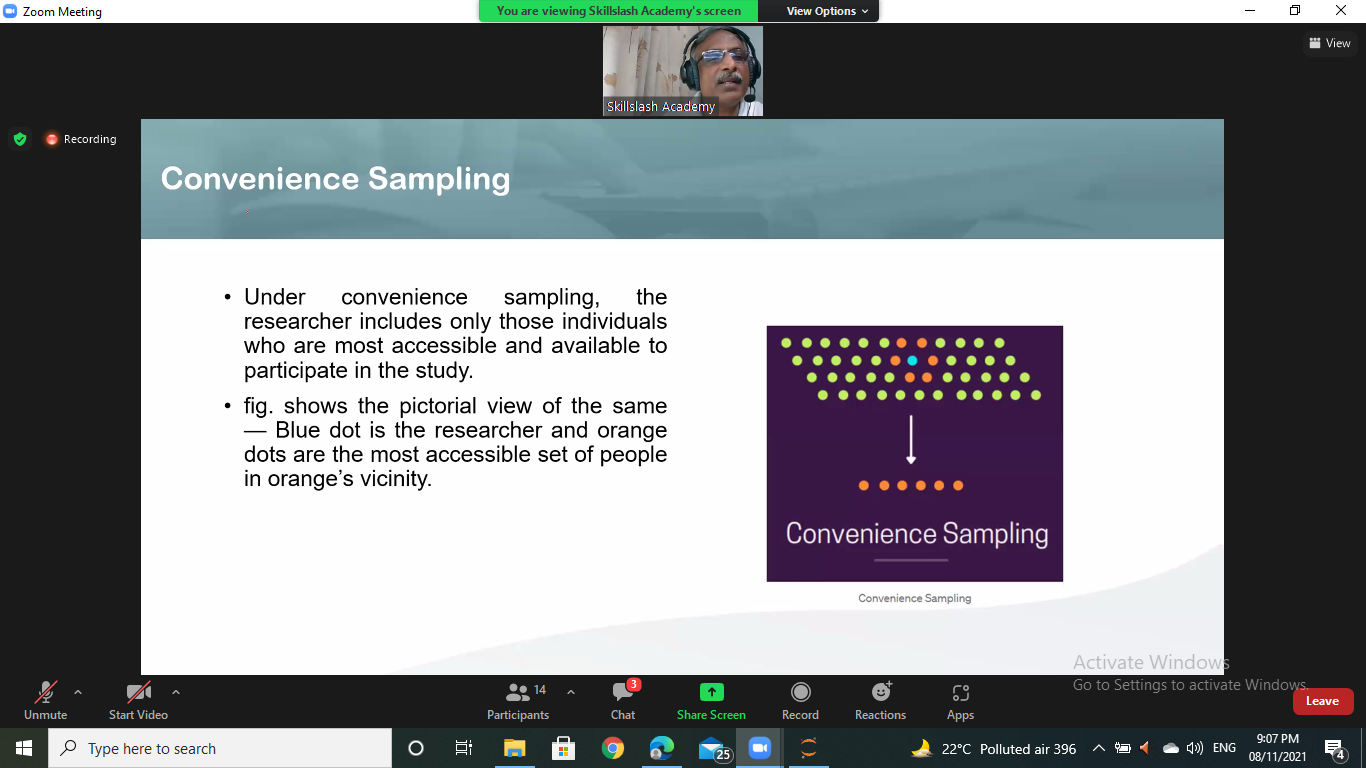 Zoom Meeting
You are viewing Skillslash Academy's screen
View Options
View
Skillslash Academy
Recording
Convenience Sampling
• Under convenience sampling, the
researcher includes only those individuals
who are most accessible and available to
participate in the study.
• fig. shows the pictorial view of the same
— Blue dot is the researcher and orange
dots are the most accessible set of people
in orange's vicinity.
Convenience Sampling
Convenience Sampling
Activate Windows
Go to Settings to activate Windows.
Unmute
Start Video
14
Participants
3
Chat
Share Screen
Record
Reactions
Apps
Leave
Type here to search
25
22°C Polluted air 396
ENG
9:07 PM
08/11/2021
4